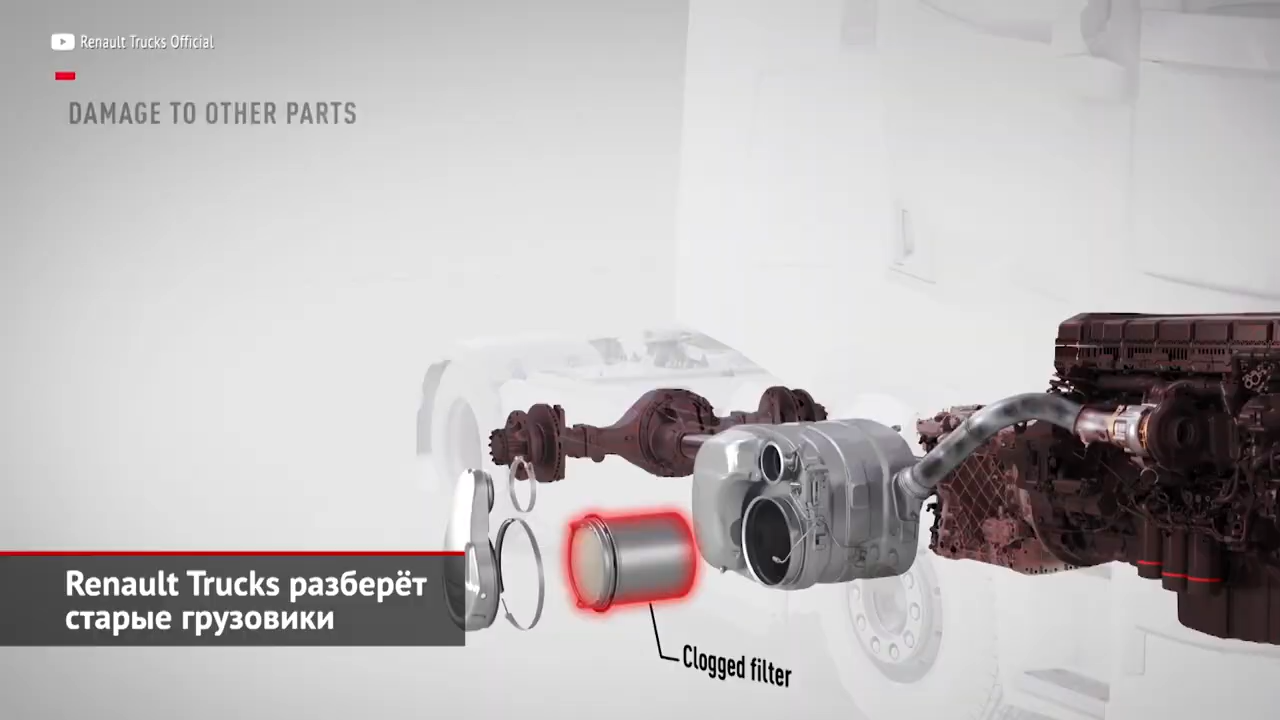 Renault Trucks Official
DAMAGE TO OTHER PARTS
Renault Trucks разберёт
старые грузовики
Clogged filter